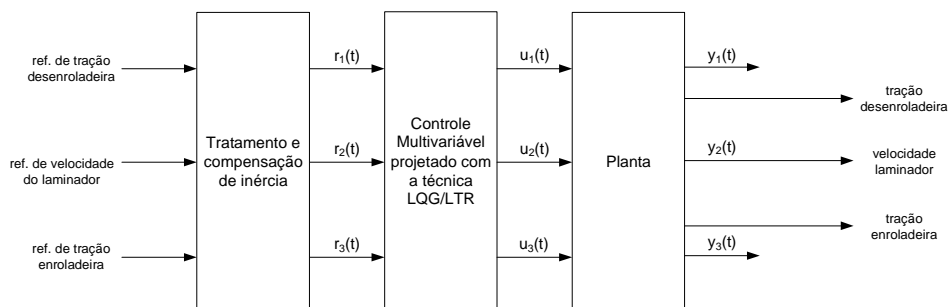 ref. de tração
desenroladeira
ref. de velocidade
do laminador
ref. de tração
enroladeira
Tratamento e
compensação
de inércia
r1(t)
r2(t)
r3(t)
Controle
Multivariável
projetado com
a técnica
LQG/LTR
u1(t)
u2(t)
u3(t)
Planta
y1(t)
tração
desenroladeira
y2(t)
velocidade
laminador
tração
enroladeira
y3(t)